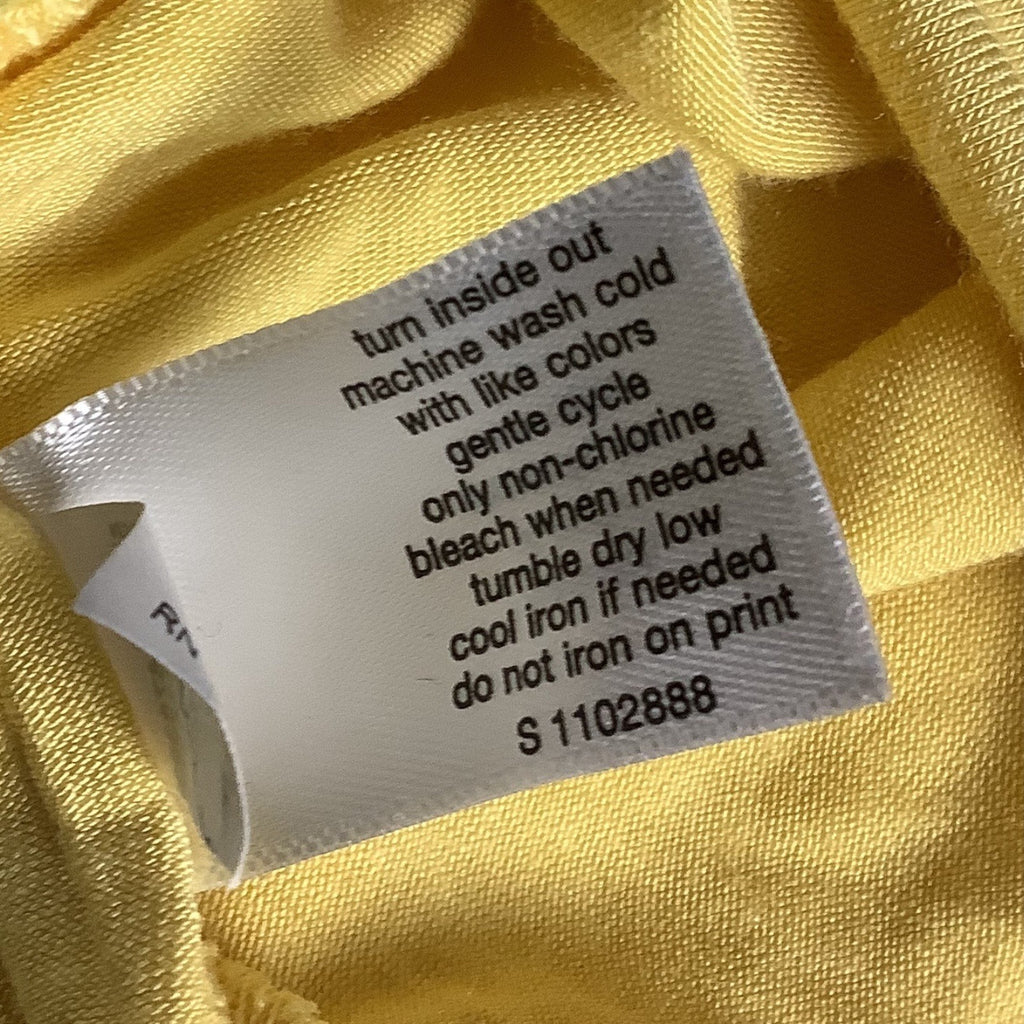 turn inside out
machine wash cold
with like colors
gentle cycle
only non-chlorine
bleach when needed
tumble dry low
cool iron if needed
do not iron on print
S 1102888
RN